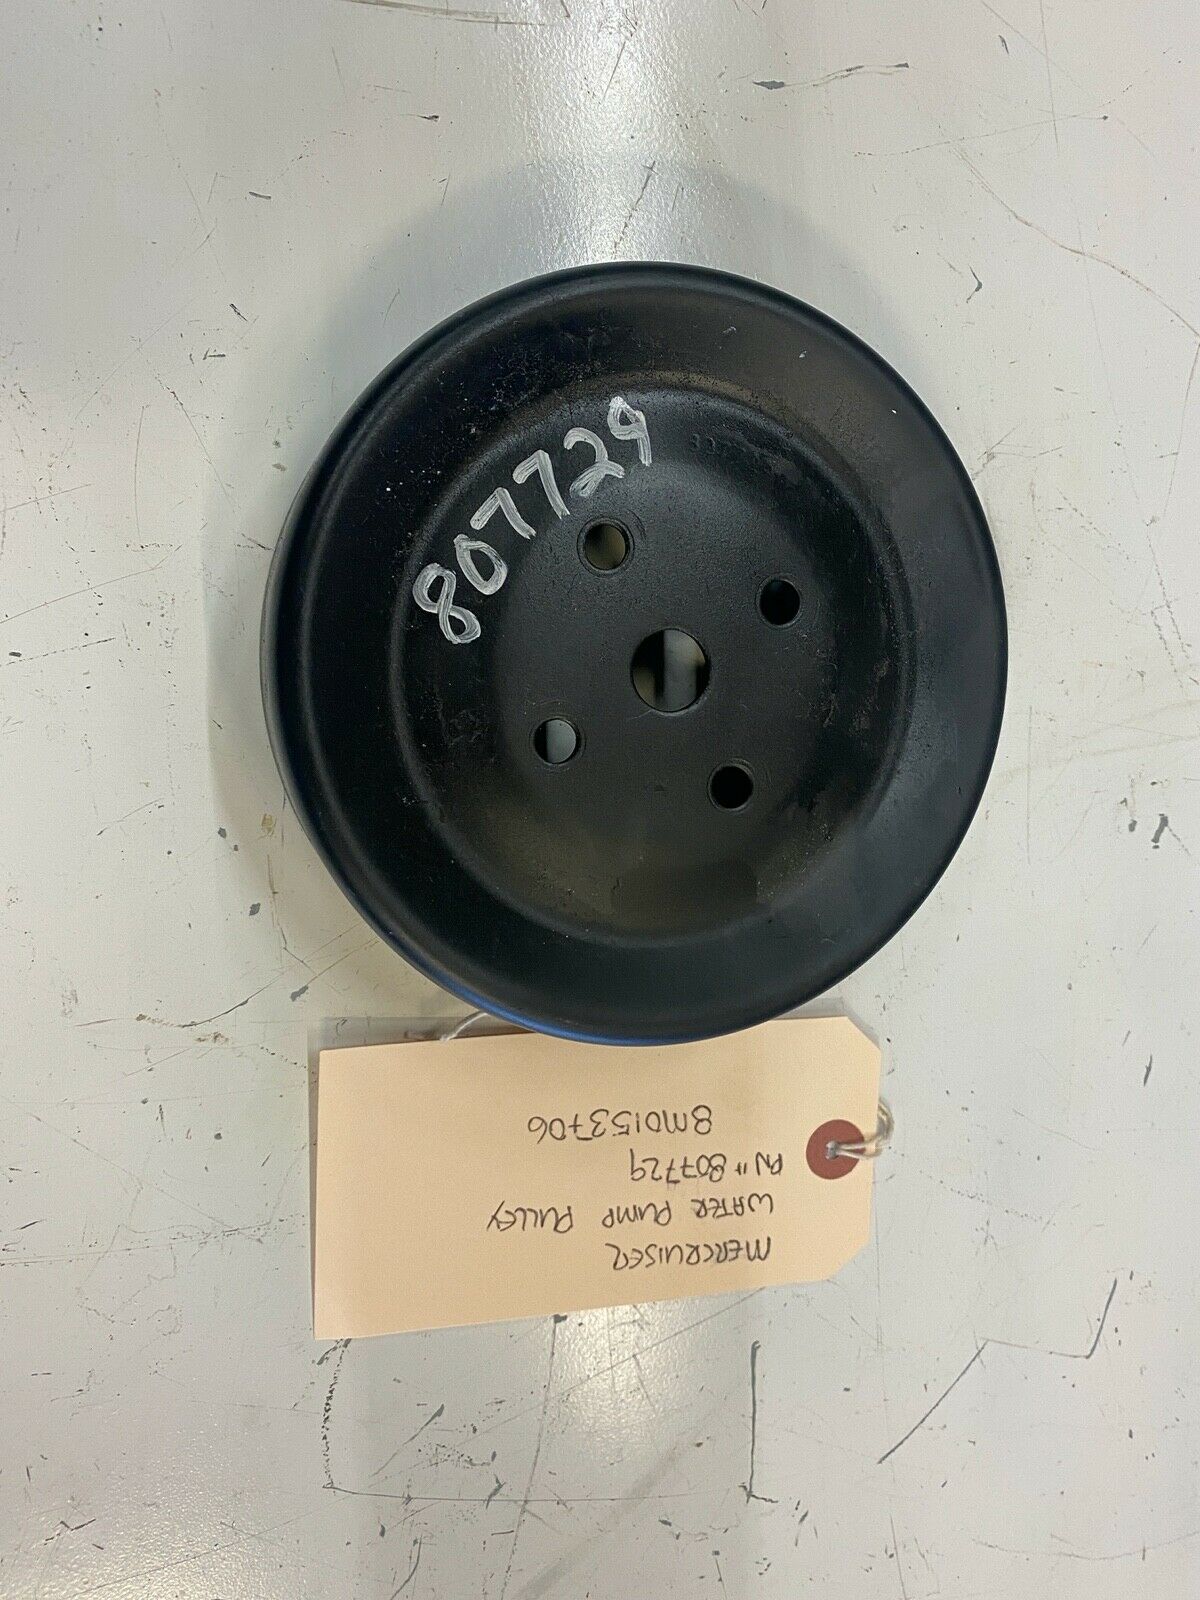 807729
MERCRUISER
WATER PUMP PULLEY
PN" 807729
8M0153706